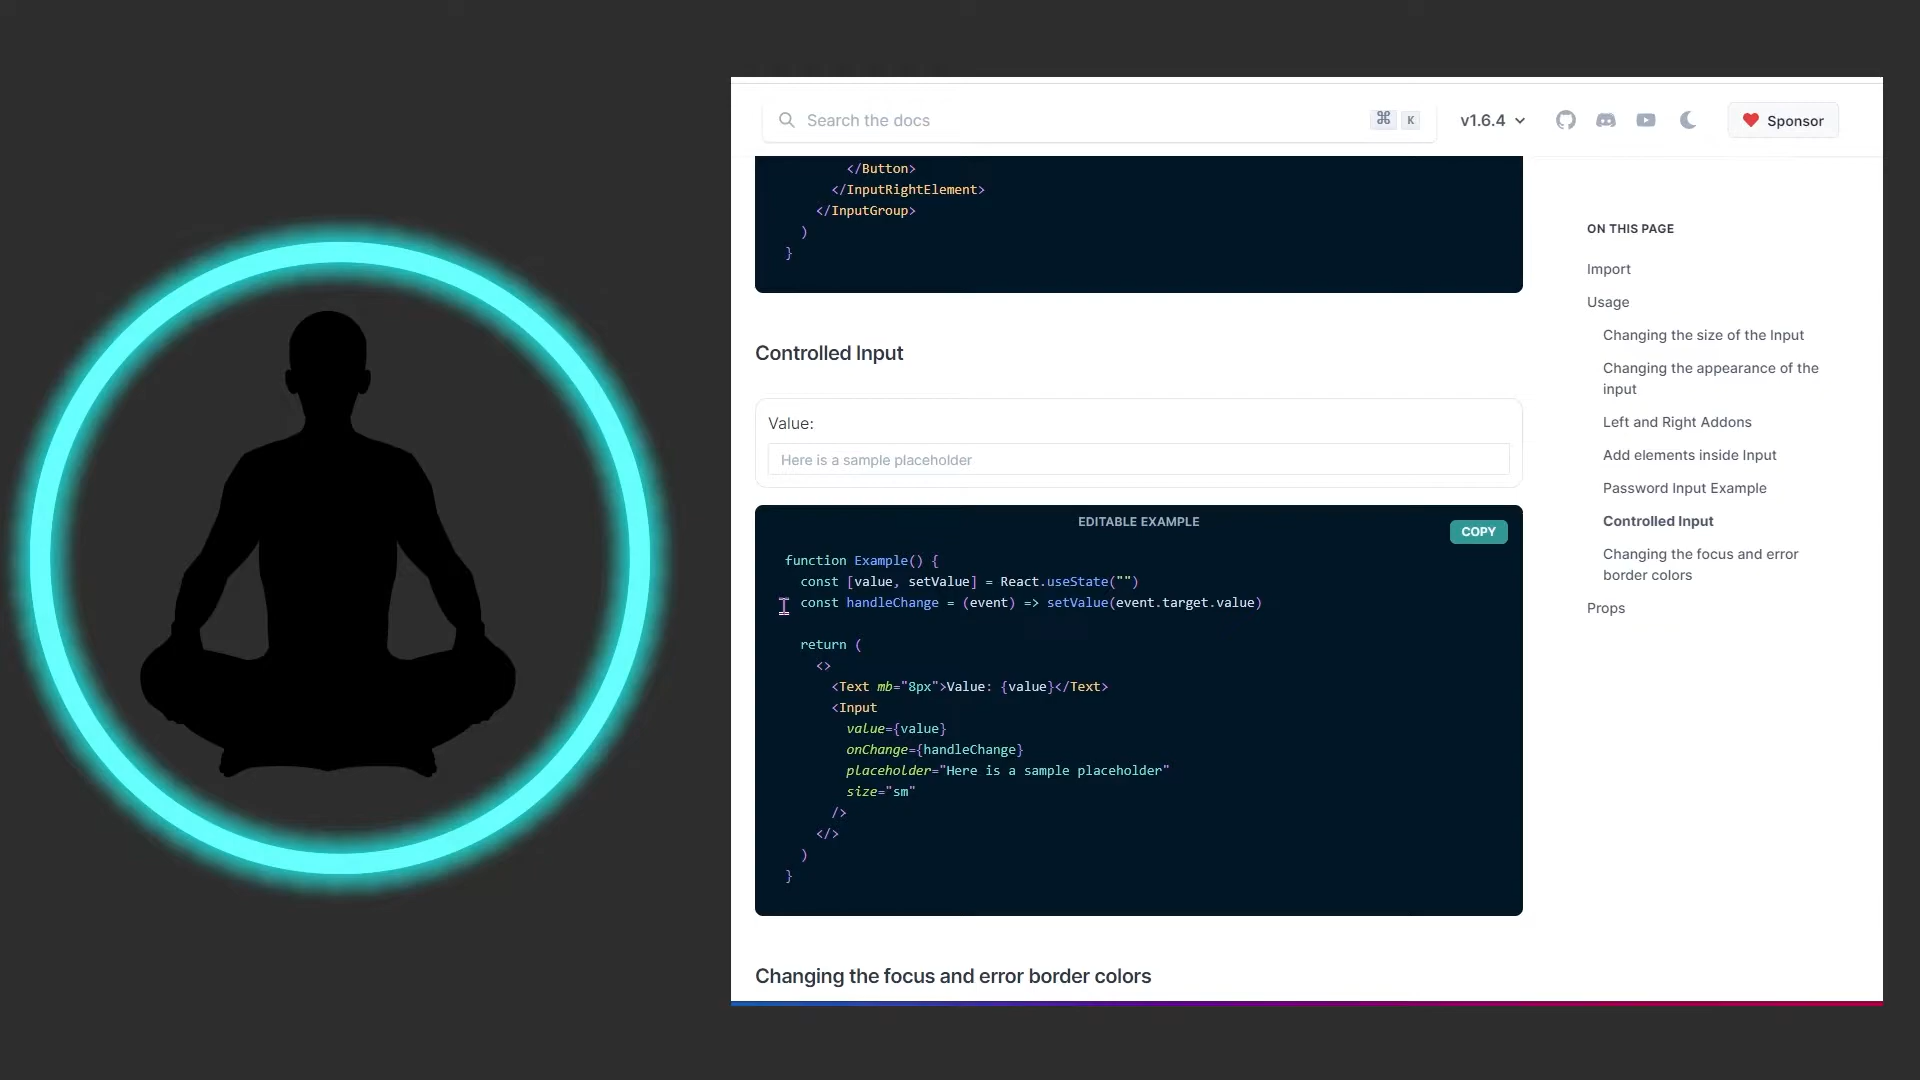 Search the docs
⌘ K
v1.6.4
Sponsor
</Button>
</InputRightElement>
</InputGroup>
)
}
Controlled Input
Value:
Here is a sample placeholder
EDITABLE EXAMPLE
COPY
function Example() {
const [value, setValue] = React.useState("")
const handleChange = (event) => setValue(event.target.value)
return (
<>
<Text mb="8px">Value: {value}</Text>
<Input
value={value}
onChange={handleChange}
placeholder="Here is a sample placeholder"
size="sm"
/>
</>
)
}
Changing the focus and error border colors
ON THIS PAGE
Import
Usage
Changing the size of the Input
Changing the appearance of the
input
Left and Right Addons
Add elements inside Input
Password Input Example
Controlled Input
Changing the focus and error
border colors
Props